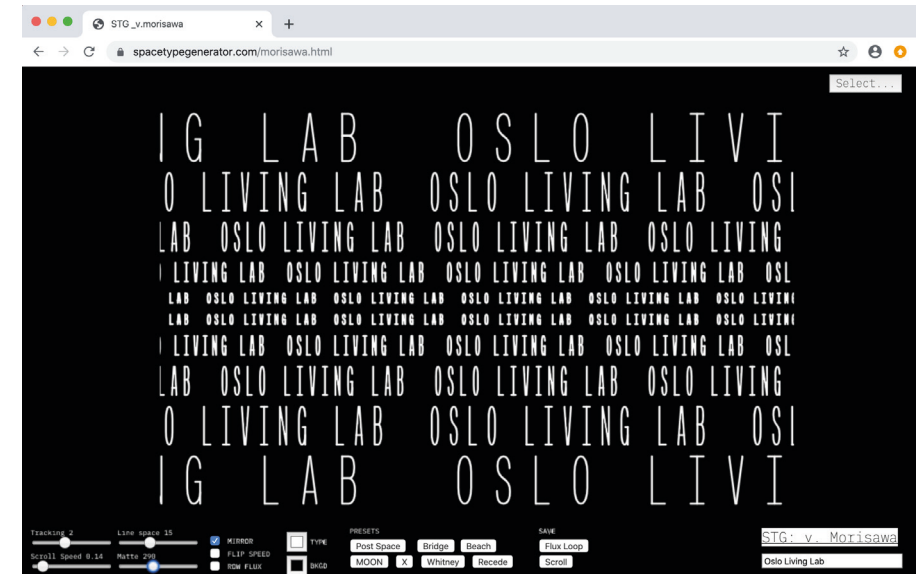 STG _v.morisawa
spacetypegenerator.com/morisawa.html
Select...
IG LAB OSLO LIVI
O LIVING LAB OSLO LIVING LAB OSI
LAB OSLO LIVING LAB OSLO LIVING LAB OSLO LIVING
LIVING LAB OSLO LIVING LAB OSLO LIVING LAB OSLO LIVING LAB OSL
LAB OSLO LIVING LAB OSLO LIVING LAB OSLO LIVING LAB OSLO LIVING LAB OSLO LIVING
LAB OSLO LIVING LAB OSLO LIVING LAB OSLO LIVING LAB OSLO LIVING LAB OSLO LIVING
LIVING LAB OSLO LIVING LAB OSLO LIVING LAB OSLO LIVING LAB OSL
LAB OSLO LIVING LAB OSLO LIVING LAB OSLO LIVING
O LIVING LAB OSLO LIVING LAB OSI
IG LAB OSLO LIVI
Tracking 2 Line space 15
Scroll Speed 0.14 Matte 290
MIRROR
FLIP SPEED
ROW FLUX
TYPE
BKGD
PRESETS
Post Space Bridge Beach
MOON X Whitney Recede
SAVE
Flux Loop
Scroll
STG: v. Morisawa
Oslo Living Lab